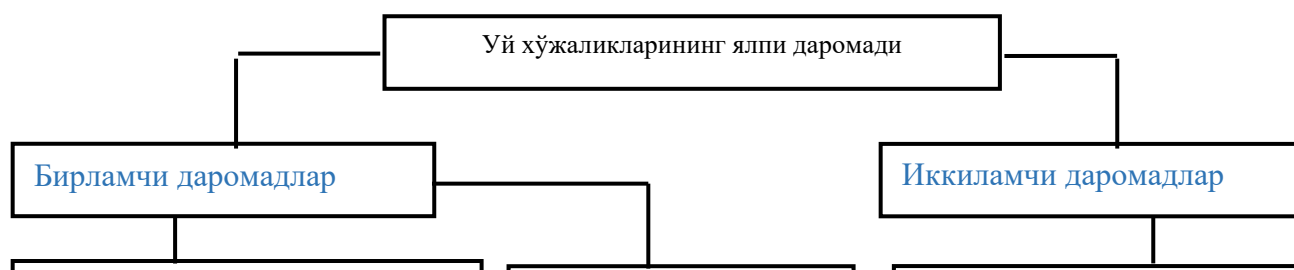 Уй хўжаликларининг ялпи даромади
Бирламчи даромадлар
Иккиламчи даромадлар